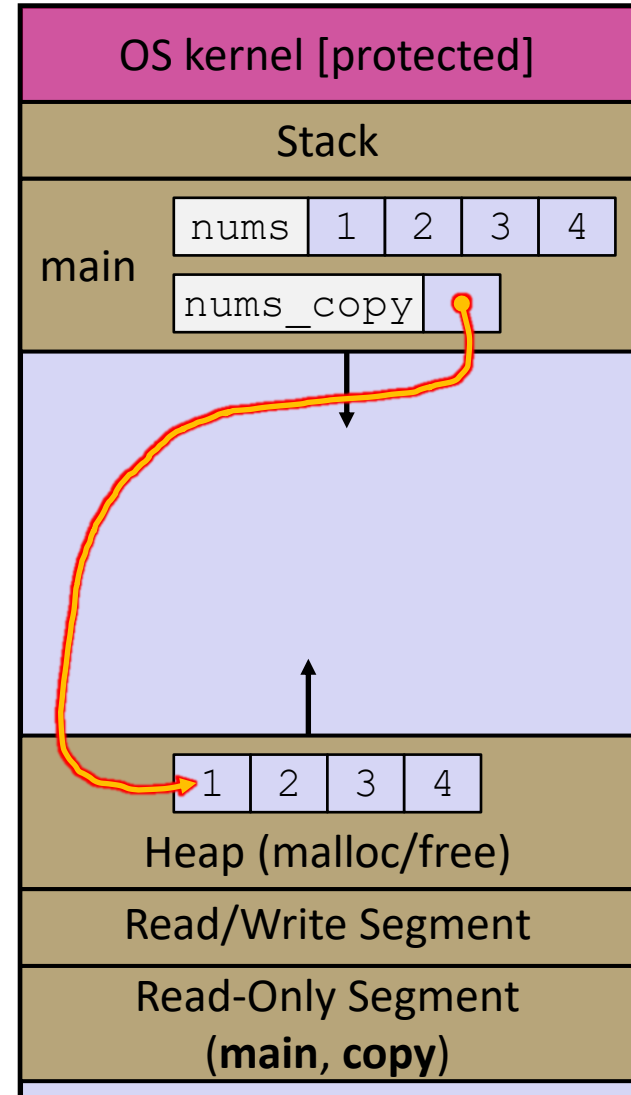 OS kernel [protected]
Stack
main
nums 1 2 3 4
nums_copy
1 2 3 4
Heap (malloc/free)
Read/Write Segment
Read-Only Segment
(main, copy)